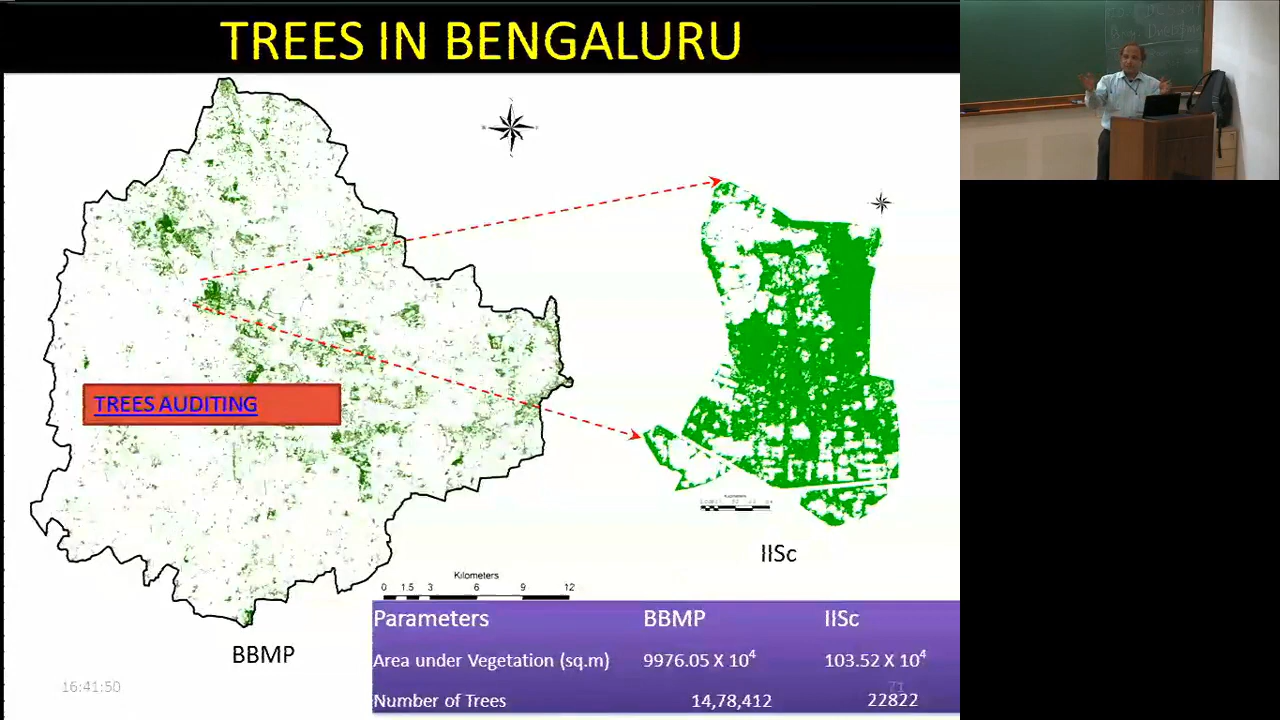 TREES IN BENGALURU
TREES AUDITING
IISc
Kilometers
0 1.5 3 6 9 12
BBMP
Parameters BBMP IISc
Area under Vegetation (sq.m) 9976.05 X 10⁴ 103.52 X 10⁴
Number of Trees 14,78,412 22822
16:41:50
71